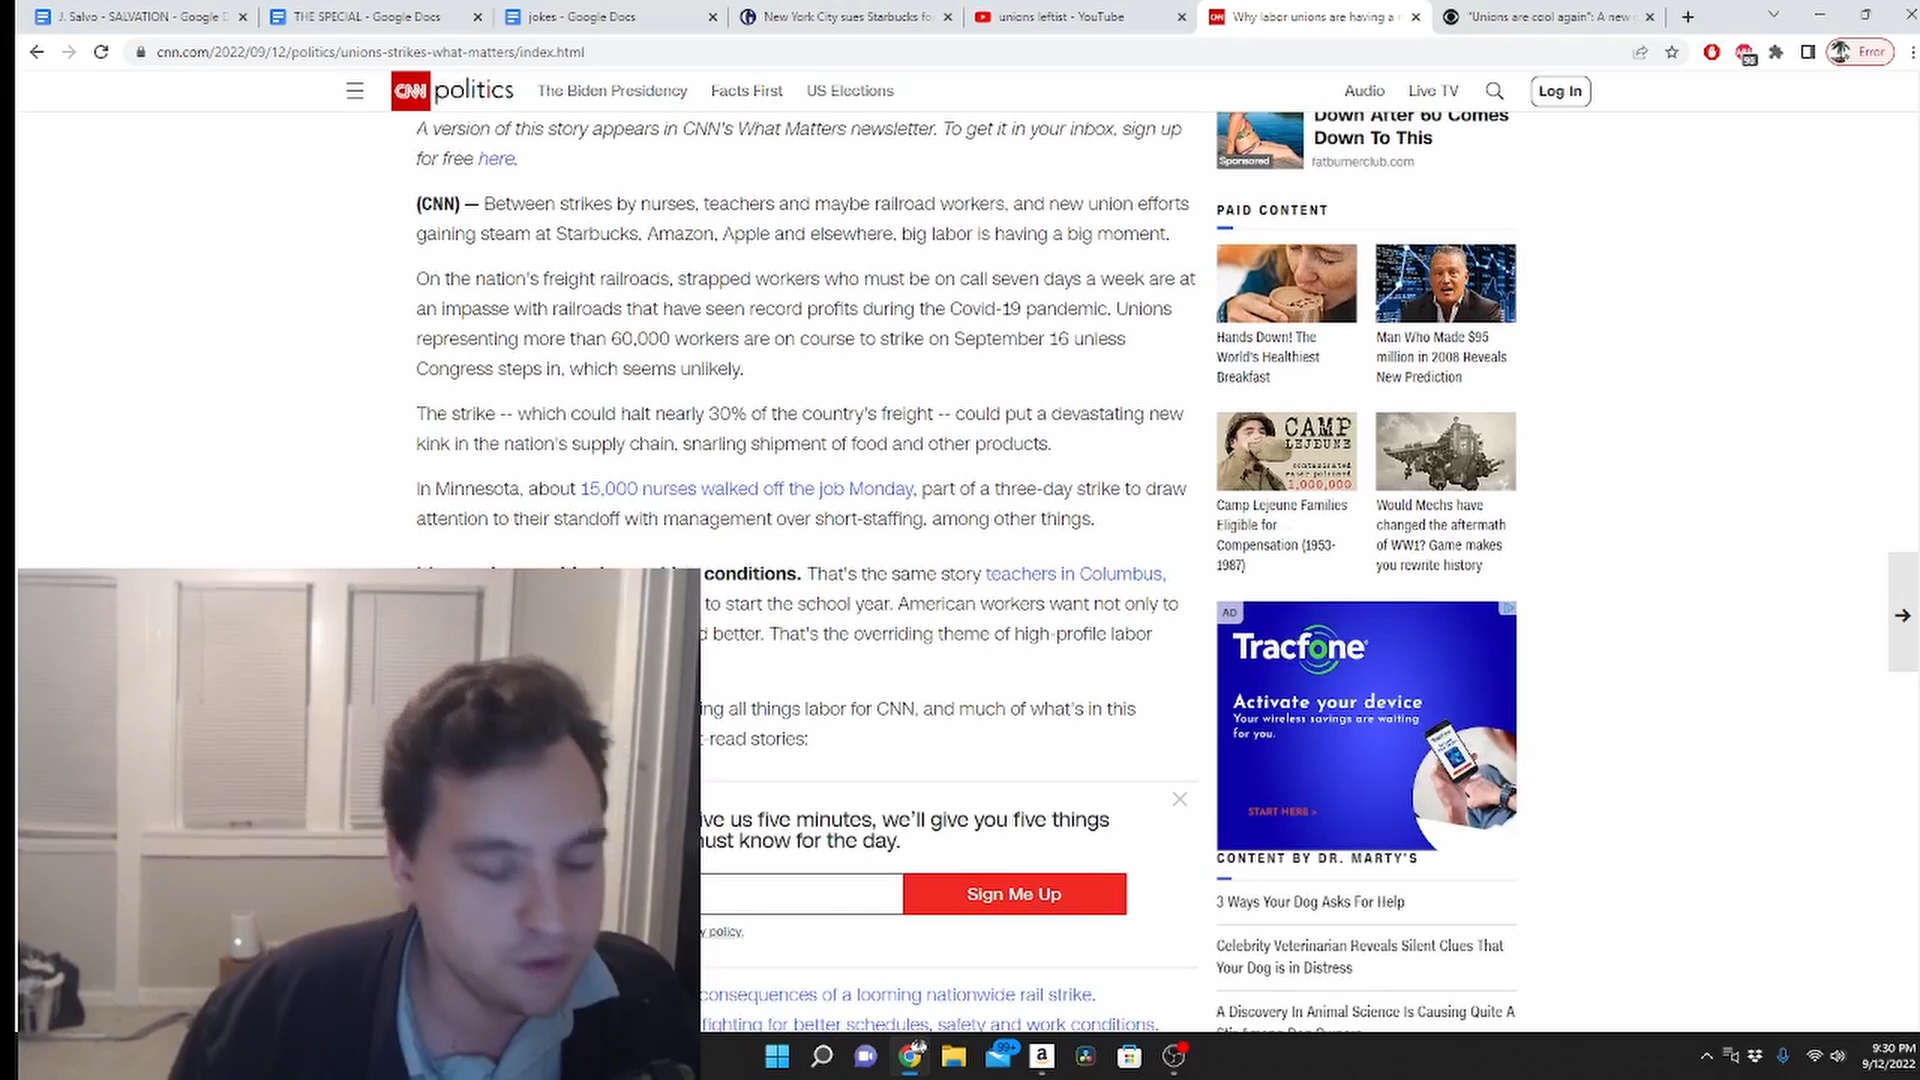 J. Salvo - SALVATION - Google D
THE SPECIAL - Google Docs
jokes - Google Docs
New York City sues Starbucks fo
unions leftist - YouTube
Why labor unions are having a
"Unions are cool again": A new
cnn.com/2022/09/12/politics/unions-strikes-what-matters/index.html
Error
CNN politics
The Biden Presidency
Facts First
US Elections
Audio
Live TV
Log In
A version of this story appears in CNN's What Matters newsletter. To get it in your inbox, sign up
for free here.
(CNN) — Between strikes by nurses, teachers and maybe railroad workers, and new union efforts
gaining steam at Starbucks, Amazon, Apple and elsewhere, big labor is having a big moment.
On the nation's freight railroads, strapped workers who must be on call seven days a week are at
an impasse with railroads that have seen record profits during the Covid-19 pandemic. Unions
representing more than 60,000 workers are on course to strike on September 16 unless
Congress steps in, which seems unlikely.
The strike -- which could halt nearly 30% of the country's freight -- could put a devastating new
kink in the nation's supply chain, snarling shipment of food and other products.
In Minnesota, about 15,000 nurses walked off the job Monday, part of a three-day strike to draw
attention to their standoff with management over short-staffing, among other things.
conditions. That's the same story teachers in Columbus,
to start the school year. American workers want not only to
d better. That's the overriding theme of high-profile labor
ing all things labor for CNN, and much of what's in this
t-read stories:
ive us five minutes, we'll give you five things
ust know for the day.
Sign Me Up
y policy.
consequences of a looming nationwide rail strike.
fighting for better schedules, safety and work conditions.
Down After 60 Comes
Down To This
Sponsored
fatburnerclub.com
PAID CONTENT
Hands Down! The
World's Healthiest
Breakfast
Man Who Made $95
million in 2008 Reveals
New Prediction
CAMP
LEJEUNE
contaminated
water poisoned
1,000,000
Camp Lejeune Families
Eligible for
Compensation (1953-
1987)
Would Mechs have
changed the aftermath
of WW1? Game makes
you rewrite history
AD
Tracfone
Activate your device
Your wireless savings are waiting
for you.
START HERE >
CONTENT BY DR. MARTY'S
3 Ways Your Dog Asks For Help
Celebrity Veterinarian Reveals Silent Clues That
Your Dog is in Distress
A Discovery In Animal Science Is Causing Quite A
99+
9:30 PM
9/12/2022